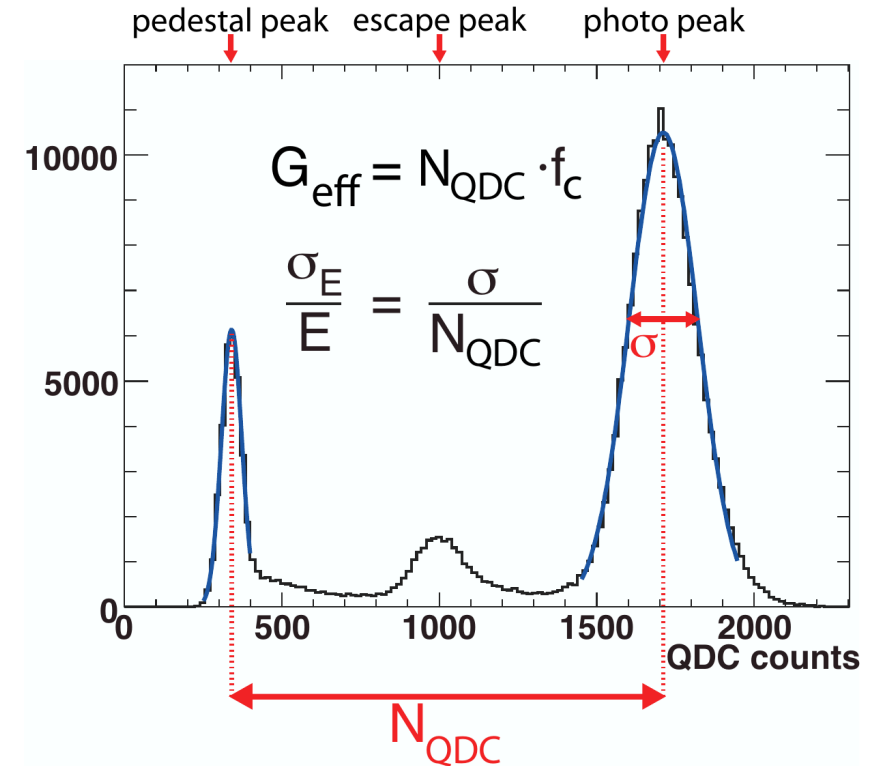 pedestal peak escape peak photo peak
G_eff = N_QDC ·f_c
σ_E / E = σ / N_QDC
σ
10000
5000
0
0 500 1000 1500 2000
QDC counts
N_QDC